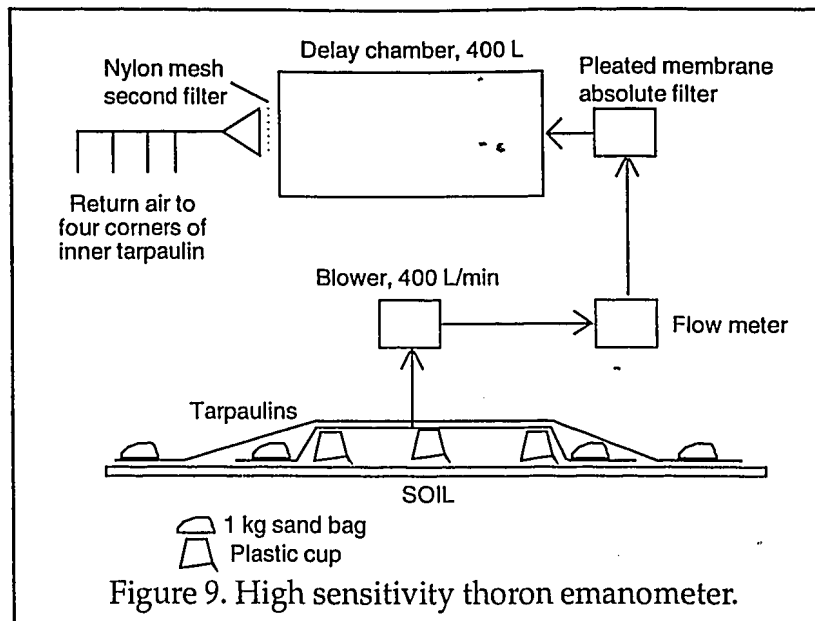 Delay chamber, 400 L
Nylon mesh
second filter
Pleated membrane
absolute filter
Return air to
four corners of
inner tarpaulin
Blower, 400 L/min
Flow meter
Tarpaulins
SOIL
1 kg sand bag
Plastic cup
Figure 9. High sensitivity thoron emanometer.